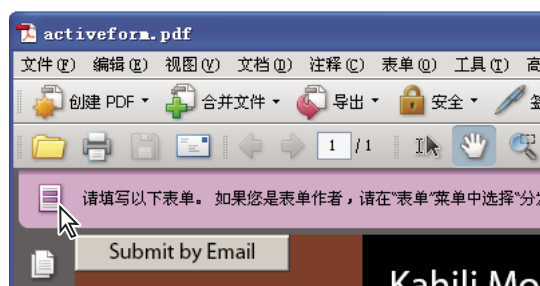 activeform.pdf
文件(F) 编辑(E) 视图(V) 文档(D) 注释(C) 表单(O) 工具(T) 高
创建 PDF 合并文件 导出 安全 签
1 / 1
请填写以下表单。 如果您是表单作者，请在“表单”菜单中选择“分发
Submit by Email
Kahili Mo